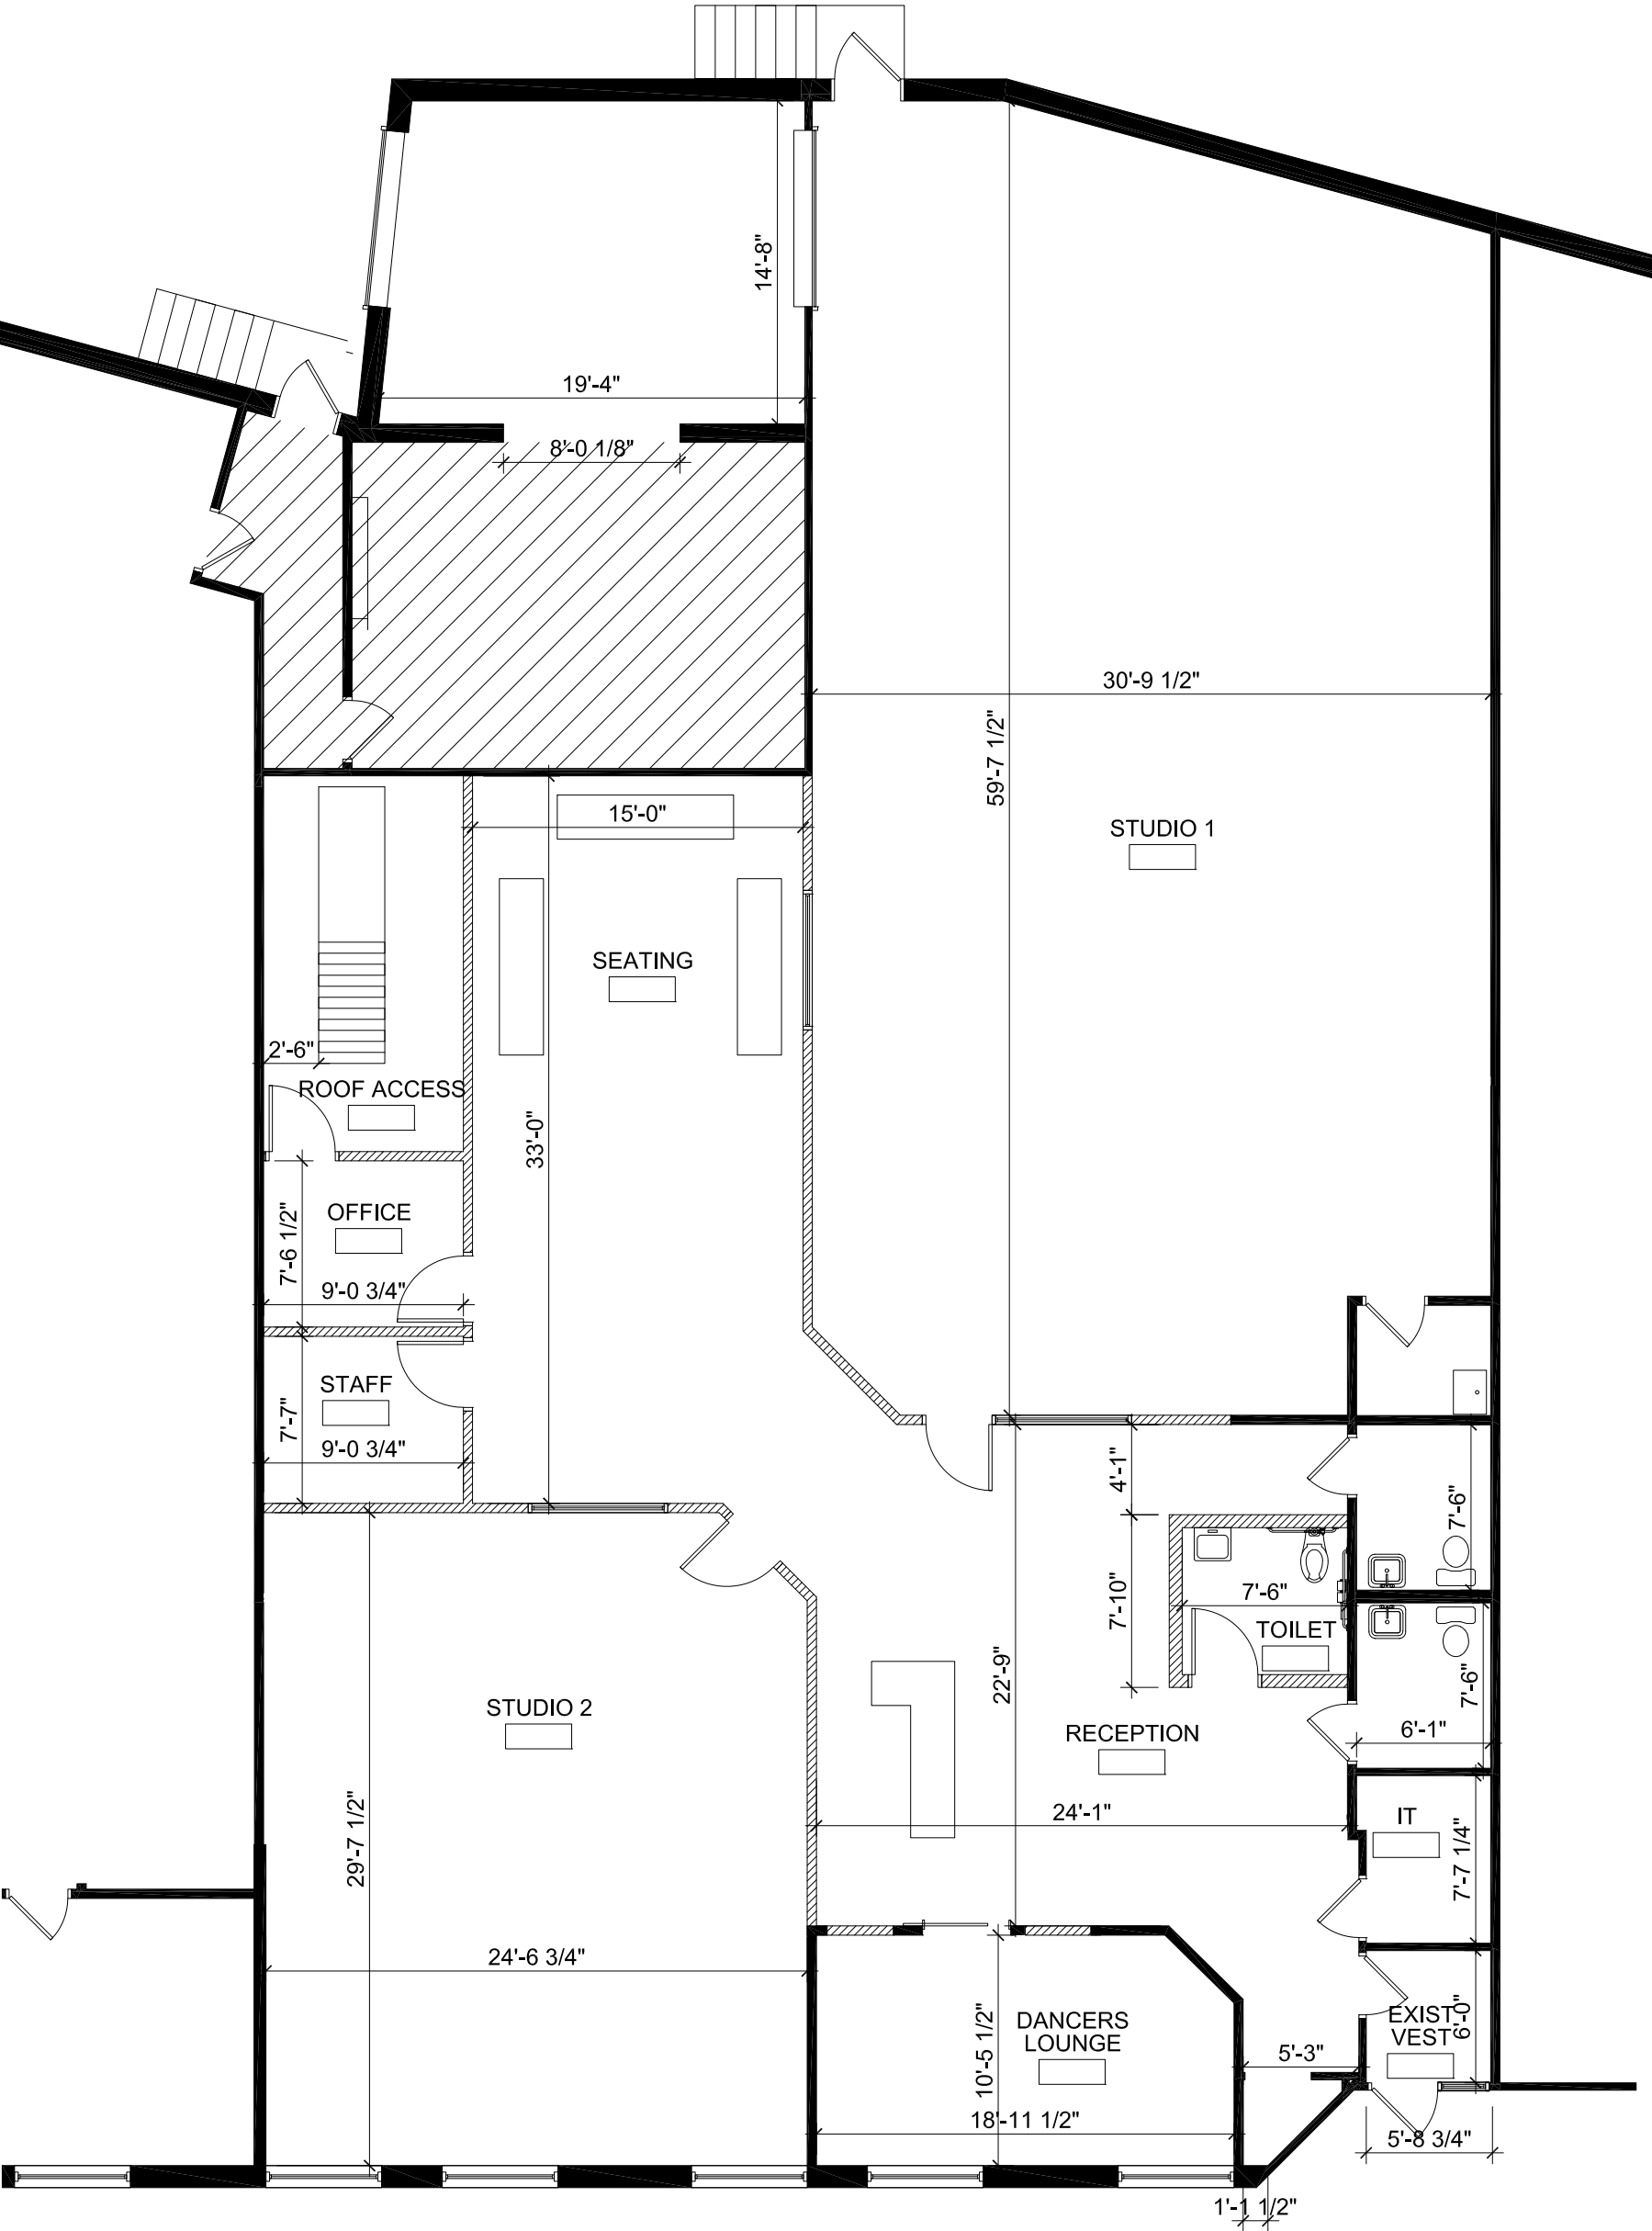 14'-8"
19'-4"
8'-0 1/8"
30'-9 1/2"
59'-7 1/2"
15'-0"
STUDIO 1
SEATING
2'-6"
ROOF ACCESS
33'-0"
OFFICE
7'-6 1/2"
9'-0 3/4"
STAFF
7'-7"
9'-0 3/4"
4'-1"
7'-6"
7'-10"
7'-6"
TOILET
22'-9"
7'-6"
STUDIO 2
RECEPTION
6'-1"
24'-1"
IT
29'-7 1/2"
7'-7 1/4"
24'-6 3/4"
DANCERS
LOUNGE
10'-5 1/2"
EXIST
VEST
6'-0"
5'-3"
18'-11 1/2"
5'-8 3/4"
1'-1 1/2"